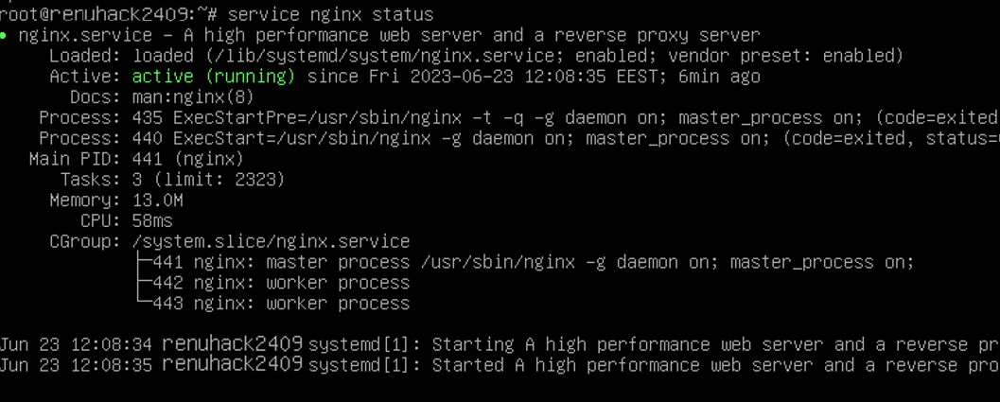 root@renuhack2409:~# service nginx status
● nginx.service – A high performance web server and a reverse proxy server
Loaded: loaded (/lib/systemd/system/nginx.service; enabled; vendor preset: enabled)
Active: active (running) since Fri 2023-06-23 12:08:35 EEST; 6min ago
Docs: man:nginx(8)
Process: 435 ExecStartPre=/usr/sbin/nginx -t -q -g daemon on; master_process on; (code=exited
Process: 440 ExecStart=/usr/sbin/nginx -g daemon on; master_process on; (code=exited, status=
Main PID: 441 (nginx)
Tasks: 3 (limit: 2323)
Memory: 13.0M
CPU: 58ms
CGroup: /system.slice/nginx.service
├─441 nginx: master process /usr/sbin/nginx -g daemon on; master_process on;
├─442 nginx: worker process
└─443 nginx: worker process
Jun 23 12:08:34 renuhack2409 systemd[1]: Starting A high performance web server and a reverse pr
Jun 23 12:08:35 renuhack2409 systemd[1]: Started A high performance web server and a reverse pro